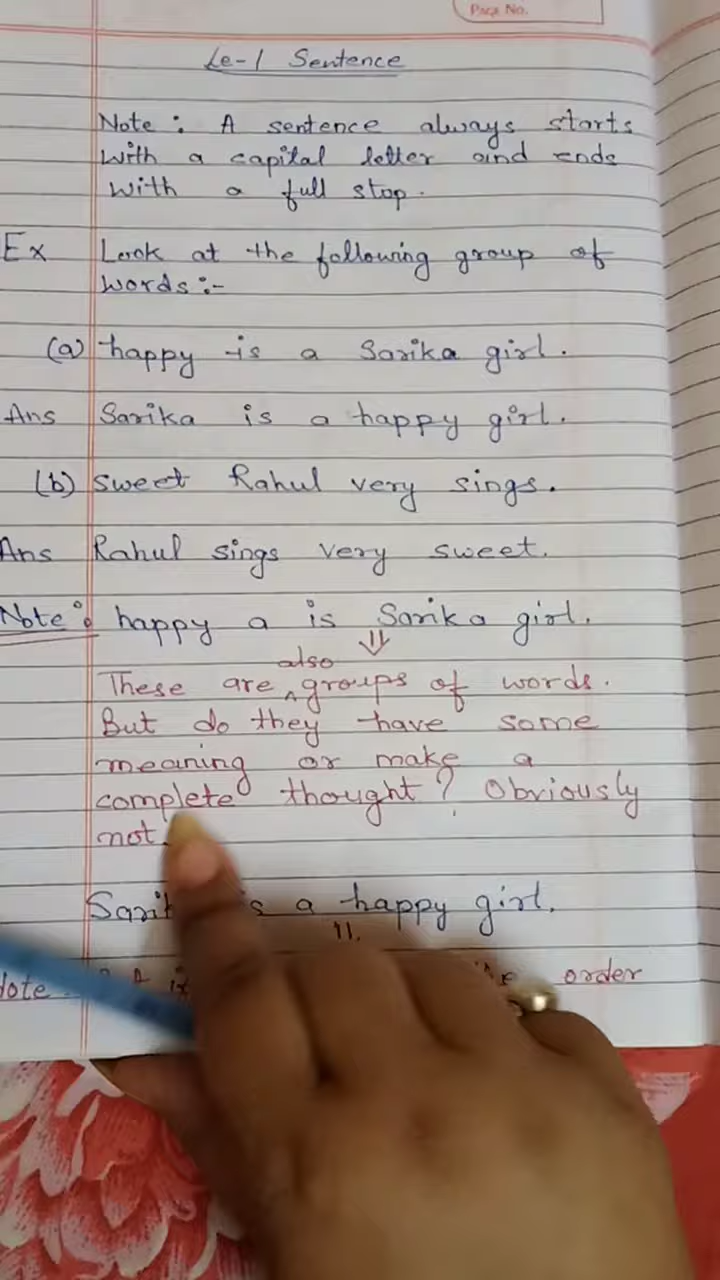 Page No.
Le-1 Sentence
Note : A sentence always starts
with a capital letter and ends
with a full stop.
Ex Look at the following group of
words:-
(a) happy is a Sarika girl.
Ans Sarika is a happy girl.
(b) sweet Rahul very sings.
Ans Rahul sings very sweet.
Note : happy a is Sarika girl.
⇓
also
These are ^ groups of words.
But do they have some
meaning or make a
complete thought? Obviously
not.
is a happy girl.
order